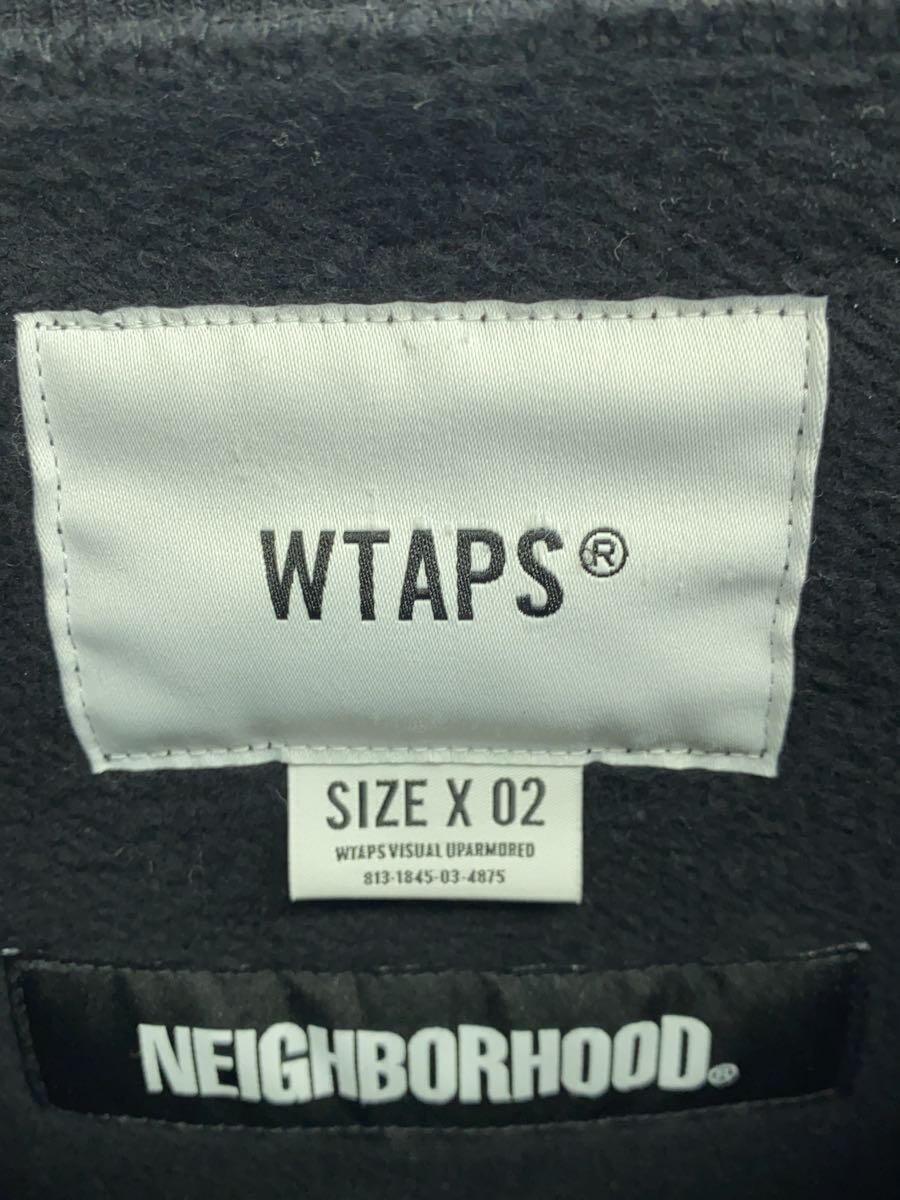 WTAPS®
SIZE X 02
WTAPS VISUAL UPARMORED
813-1845-03-4875
NEIGHBORHOOD®